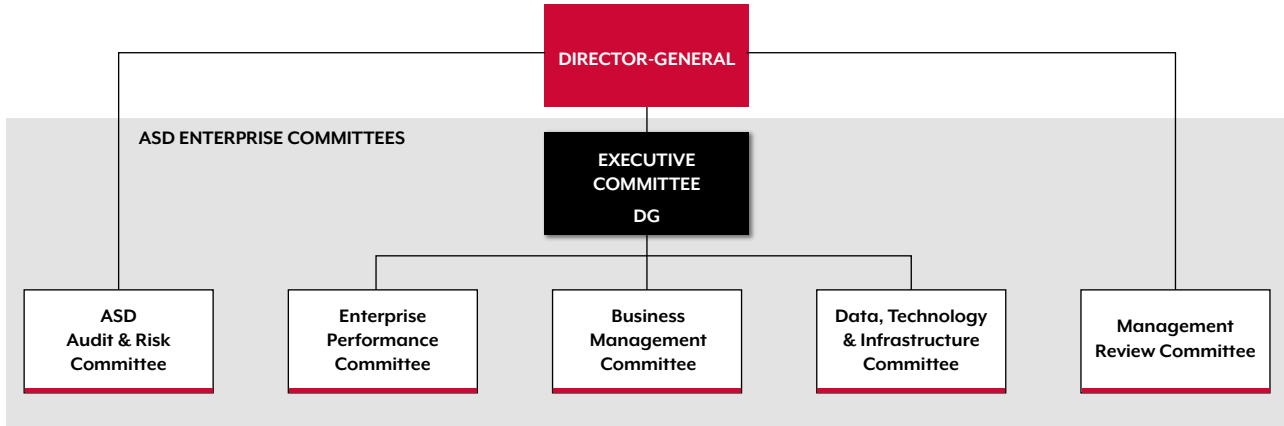 DIRECTOR-GENERAL
ASD ENTERPRISE COMMITTEES
EXECUTIVE
COMMITTEE
DG
ASD
Audit & Risk
Committee
Enterprise
Performance
Committee
Business
Management
Committee
Data, Technology
& Infrastructure
Committee
Management
Review Committee